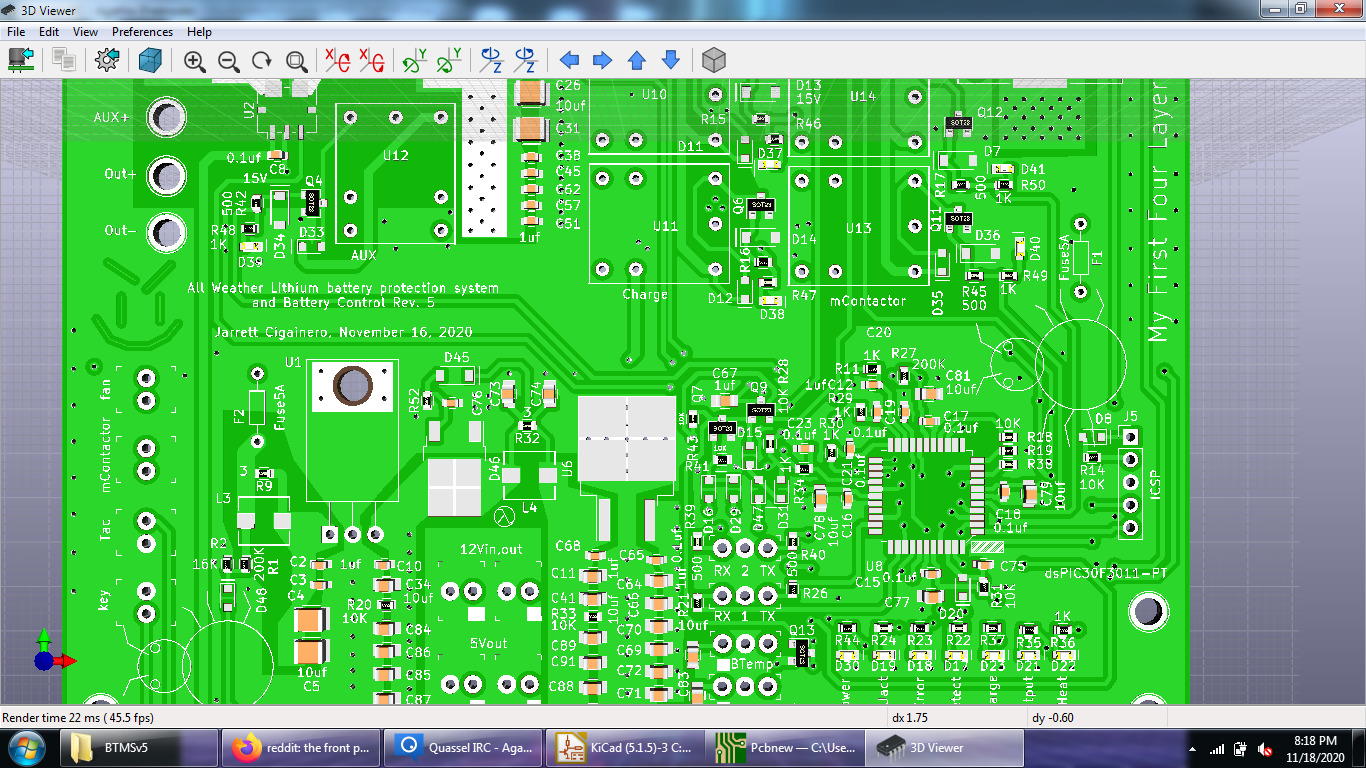 3D Viewer
File Edit View Preferences Help
AUX+
Out+
Out-
U2
0.1uf
C8
15V
500
R42
Q4
R48
1K
D39
D34
D33
U12
AUX
C26
10uf
C31
C38
C45
C62
C57
C51
1uf
U10
R15
D11
D37
U11
Q6
D14
R16
D12
D38
Charge
D13
15V
R46
U14
U13
R47
mContactor
Q12
SOT23
D7
D41
R17
500
R50
1K
Q11
SOT23
D36
D40
D35
R45
500
R49
1K
Fuse5A
F1
My First Four Layer
All Weather Lithium battery protection system
and Battery Control Rev. 5
Jarrett Cigainero, November 16, 2020
fan
mContactor
Tac
key
U1
F2
Fuse5A
3
R9
L3
R2
16K
200K
R1
D48
D45
R52
C76
C73
C74
3
R32
D46
L4
U6
C67
1uf
Q7
Q9
R28
10K
R43
R41
D15
C23
0.1uf
R30
1K
1K
R34
D16
D29
D47
D31
R39
C78
10uf
C16
C21
0.1uf
C20
1K
R27
R11
200K
1uf
C12
R29
1K
C19
C81
10uf
C17
0.1uf
0.1uf
10K
R18
R19
R38
C79
10uf
C18
0.1uf
D8
J5
R14
10K
ICSP
U8
dsPIC30F3011-PT
C75
C15
0.1uf
C77
D20
R31
10K
C2
1uf
C3
C4
10uf
C5
C10
C34
10uf
R20
10K
C84
C86
C85
C87
12Vin,out
5Vout
C68
C11
C41
R33
10K
C89
C91
C88
1uf
10uf
C65
C64
C66
C70
C69
C72
C71
0.1uf
1uf
R21
10uf
C83
500
RX 2 TX
RX 1 TX
500
R40
R26
BTemp
Q13
SOT23
R44 R24 R23 R22 R37 R35 R36
1K
D30 D19 D18 D17 D23 D21 D22
Heat
Render time 22 ms ( 45.5 fps)
dx 1.75
dy -0.60
BTMSv5
reddit: the front p...
Quassel IRC - Aga...
KiCad (5.1.5)-3 C:...
Pcbnew — C:\Use...
3D Viewer
8:18 PM
11/18/2020